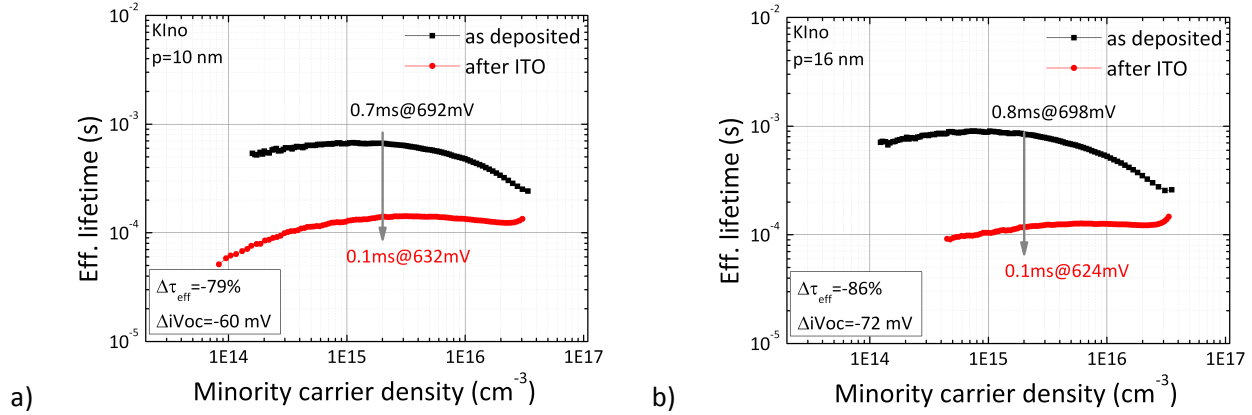 KIno
p=10 nm
as deposited
after ITO
0.7ms@692mV
0.1ms@632mV
Δτeff=-79%
ΔiVoc=-60 mV
Eff. lifetime (s)
10-2
10-3
10-4
10-5
1E14 1E15 1E16 1E17
Minority carrier density (cm-3)
a)
KIno
p=16 nm
as deposited
after ITO
0.8ms@698mV
0.1ms@624mV
Δτeff=-86%
ΔiVoc=-72 mV
Eff. lifetime (s)
10-2
10-3
10-4
10-5
1E14 1E15 1E16 1E17
Minority carrier density (cm-3)
b)